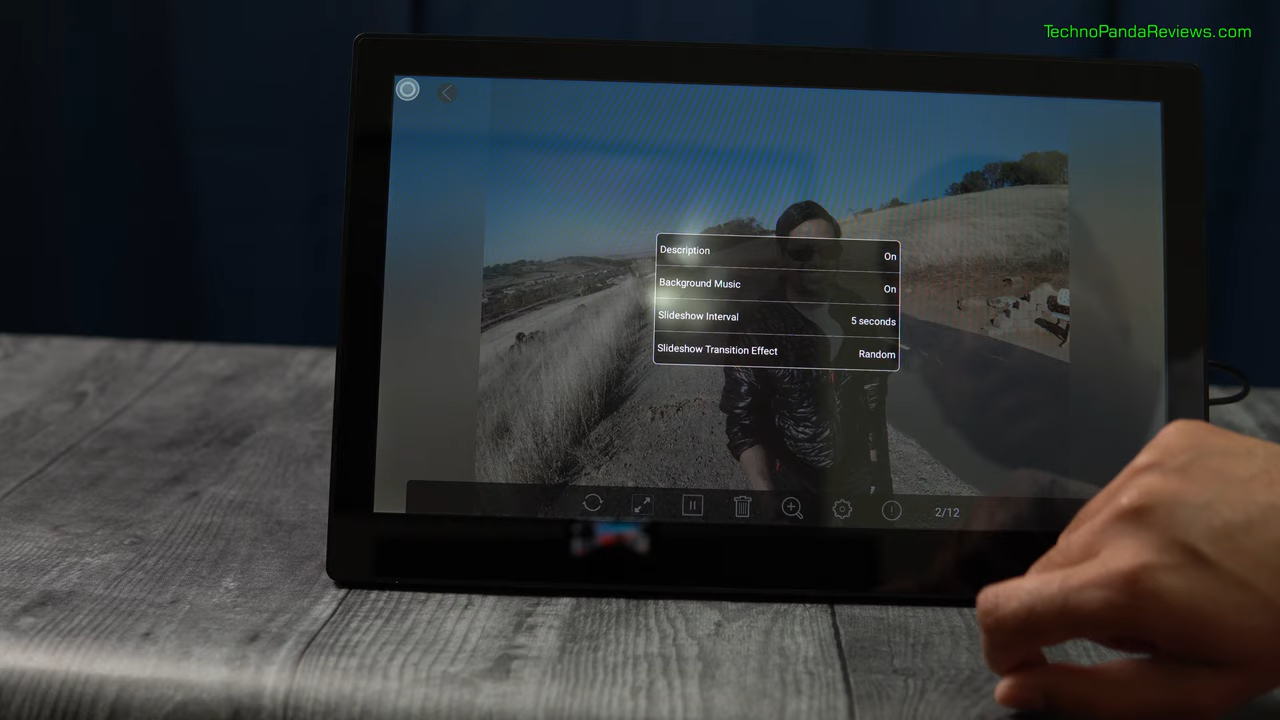 TechnoPandaReviews.com
Description On
Background Music On
Slideshow Interval 5 seconds
Slideshow Transition Effect Random
2/12